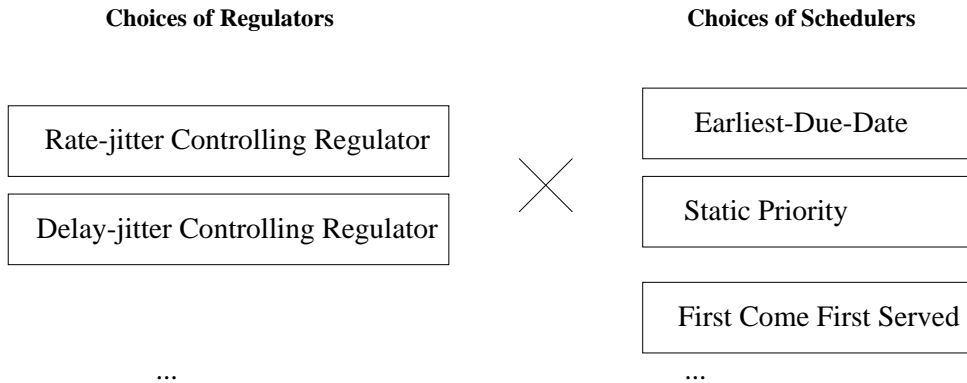 Choices of Regulators
Choices of Schedulers
Rate-jitter Controlling Regulator
Delay-jitter Controlling Regulator
...
Earliest-Due-Date
Static Priority
First Come First Served
...